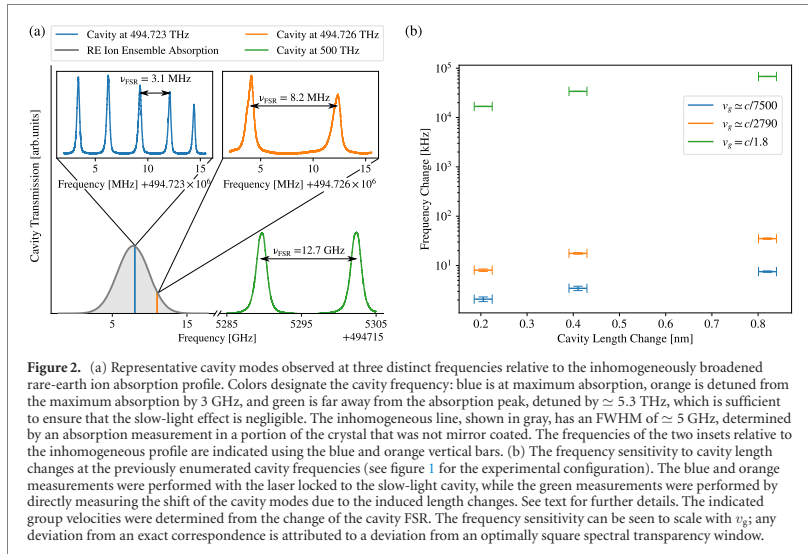 (a)
Cavity at 494.723 THz
Cavity at 494.726 THz
RE Ion Ensemble Absorption
Cavity at 500 THz
Cavity Transmission [arb.units]
ν_FSR ≃ 3.1 MHz
5 10 15
Frequency [MHz] +494.723 × 10⁶
ν_FSR ≃ 8.2 MHz
5 10 15
Frequency [MHz] +494.726 × 10⁶
ν_FSR ≃ 12.7 GHz
5 15 5285 5295 5305
Frequency [GHz]
+494715
(b)
10⁵
10⁴
10³
10²
10¹
Frequency Change [kHz]
v_g ≃ c/7500
v_g ≃ c/2790
v_g = c/1.8
0.2 0.3 0.4 0.5 0.6 0.7 0.8
Cavity Length Change [nm]
Figure 2. (a) Representative cavity modes observed at three distinct frequencies relative to the inhomogeneously broadened
rare-earth ion absorption profile. Colors designate the cavity frequency: blue is at maximum absorption, orange is detuned from
the maximum absorption by 3 GHz, and green is far away from the absorption peak, detuned by ≃ 5.3 THz, which is sufficient
to ensure that the slow-light effect is negligible. The inhomogeneous line, shown in gray, has an FWHM of ≃ 5 GHz, determined
by an absorption measurement in a portion of the crystal that was not mirror coated. The frequencies of the two insets relative to
the inhomogeneous profile are indicated using the blue and orange vertical bars. (b) The frequency sensitivity to cavity length
changes at the previously enumerated cavity frequencies (see figure 1 for the experimental configuration). The blue and orange
measurements were performed with the laser locked to the slow-light cavity, while the green measurements were performed by
directly measuring the shift of the cavity modes due to the induced length changes. See text for further details. The indicated
group velocities were determined from the change of the cavity FSR. The frequency sensitivity can be seen to scale with v_g; any
deviation from an exact correspondence is attributed to a deviation from an optimally square spectral transparency window.